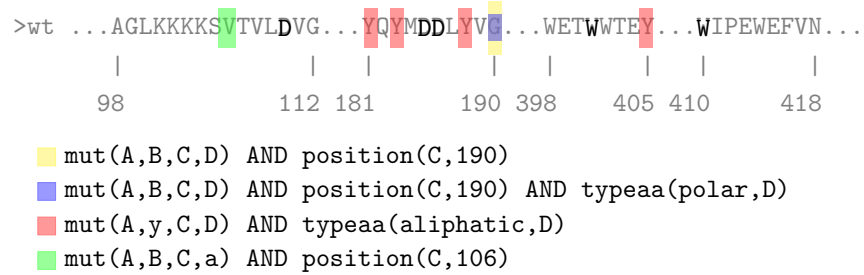 >wt ...AGLKKKKSVTVLDVG...YQYMDDLYVG...WETWWTEY...WIPEWEFVN...
| | | | | | | |
98 112 181 190 398 405 410 418
mut(A,B,C,D) AND position(C,190)
mut(A,B,C,D) AND position(C,190) AND typeaa(polar,D)
mut(A,y,C,D) AND typeaa(aliphatic,D)
mut(A,B,C,a) AND position(C,106)